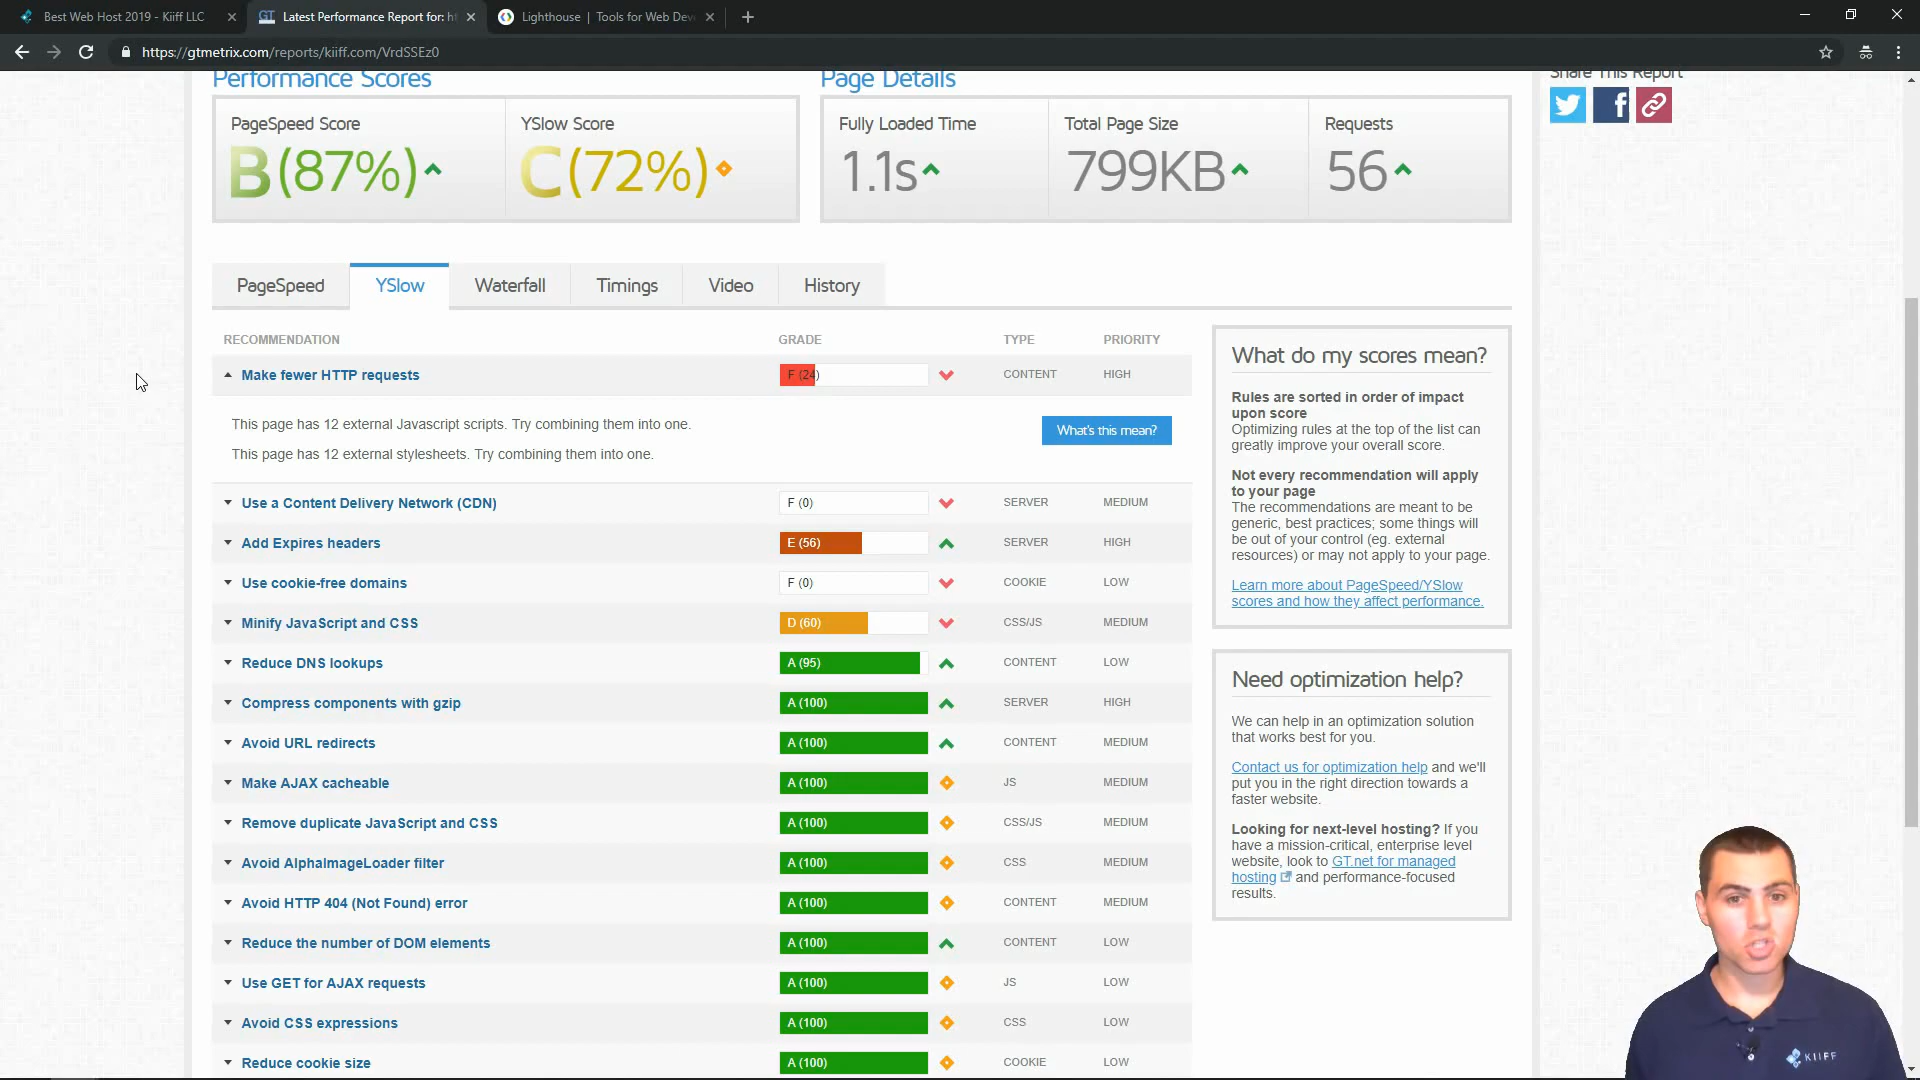 Best Web Host 2019 - Kiiff LLC
Latest Performance Report for: ht
Lighthouse | Tools for Web Dev
https://gtmetrix.com/reports/kiiff.com/VrdSSEz0
Performance Scores
Page Details
Share This Report
PageSpeed Score
YSlow Score
Fully Loaded Time
Total Page Size
Requests
B(87%)
C(72%)
1.1s
799KB
56
PageSpeed
YSlow
Waterfall
Timings
Video
History
RECOMMENDATION GRADE TYPE PRIORITY
Make fewer HTTP requests F (24) CONTENT HIGH
This page has 12 external Javascript scripts. Try combining them into one.
This page has 12 external stylesheets. Try combining them into one.
What's this mean?
Use a Content Delivery Network (CDN) F (0) SERVER MEDIUM
Add Expires headers E (56) SERVER HIGH
Use cookie-free domains F (0) COOKIE LOW
Minify JavaScript and CSS D (60) CSS/JS MEDIUM
Reduce DNS lookups A (95) CONTENT LOW
Compress components with gzip A (100) SERVER HIGH
Avoid URL redirects A (100) CONTENT MEDIUM
Make AJAX cacheable A (100) JS MEDIUM
Remove duplicate JavaScript and CSS A (100) CSS/JS MEDIUM
Avoid AlphaImageLoader filter A (100) CSS MEDIUM
Avoid HTTP 404 (Not Found) error A (100) CONTENT MEDIUM
Reduce the number of DOM elements A (100) CONTENT LOW
Use GET for AJAX requests A (100) JS LOW
Avoid CSS expressions A (100) CSS LOW
Reduce cookie size A (100) COOKIE LOW
What do my scores mean?
Rules are sorted in order of impact
upon score
Optimizing rules at the top of the list can
greatly improve your overall score.
Not every recommendation will apply
to your page
The recommendations are meant to be
generic, best practices; some things will
be out of your control (eg. external
resources) or may not apply to your page.
Learn more about PageSpeed/YSlow
scores and how they affect performance.
Need optimization help?
We can help in an optimization solution
that works best for you.
Contact us for optimization help and we'll
put you in the right direction towards a
faster website.
Looking for next-level hosting? If you
have a mission-critical, enterprise level
website, look to GT.net for managed
hosting and performance-focused
results.
KIIFF